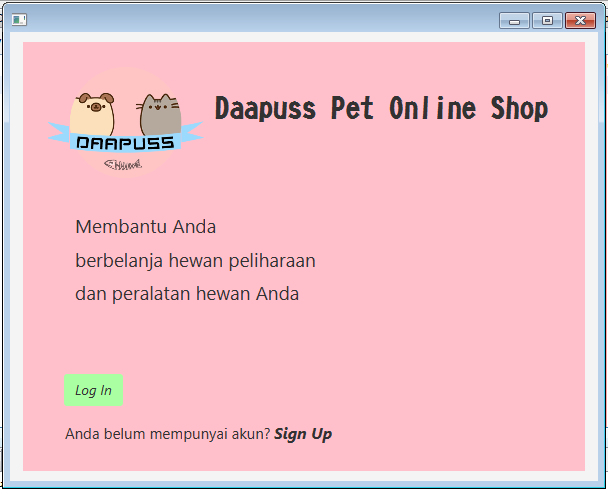 Daapuss Pet Online Shop
DAAPUSS
Membantu Anda
berbelanja hewan peliharaan
dan peralatan hewan Anda
Log In
Anda belum mempunyai akun? Sign Up